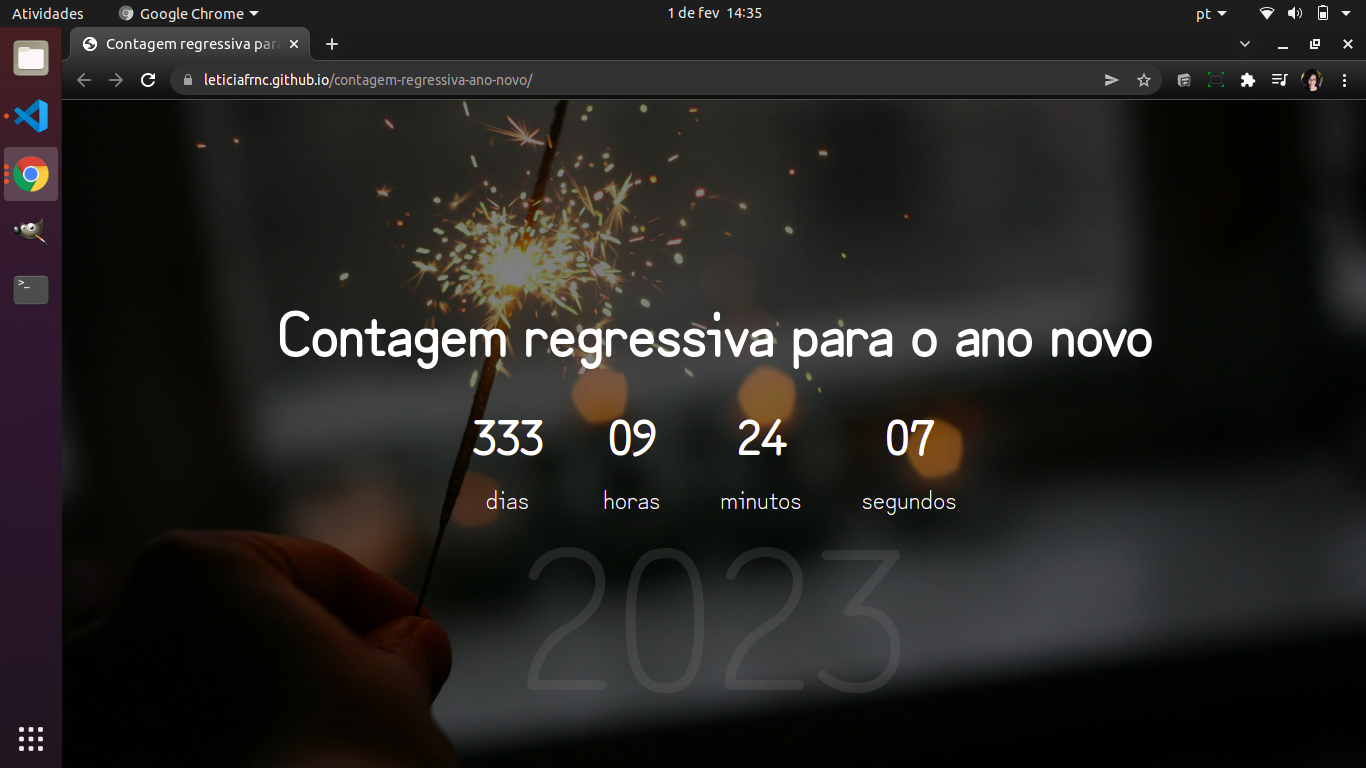 Atividades
Google Chrome
1 de fev 14:35
pt
Contagem regressiva par
leticiafrnc.github.io/contagem-regressiva-ano-novo/
Contagem regressiva para o ano novo
333 09 24 07
dias horas minutos segundos
2023